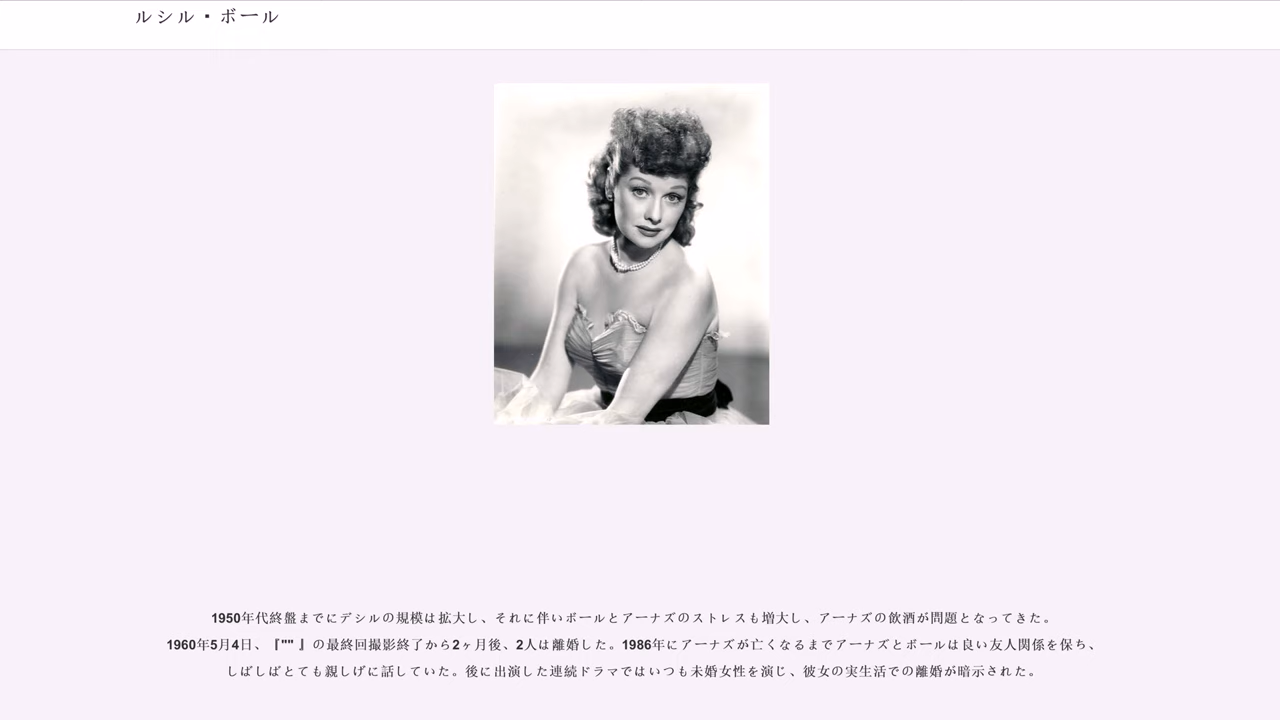 ルシル・ボール
1950年代終盤までにデシルの規模は拡大し、それに伴いボールとアーナズのストレスも増大し、アーナズの飲酒が問題となってきた。
1960年5月4日、『"" 』の最終回撮影終了から2ヶ月後、2人は離婚した。1986年にアーナズが亡くなるまでアーナズとボールは良い友人関係を保ち、
しばしばとても親しげに話していた。後に出演した連続ドラマではいつも未婚女性を演じ、彼女の実生活での離婚が暗示された。